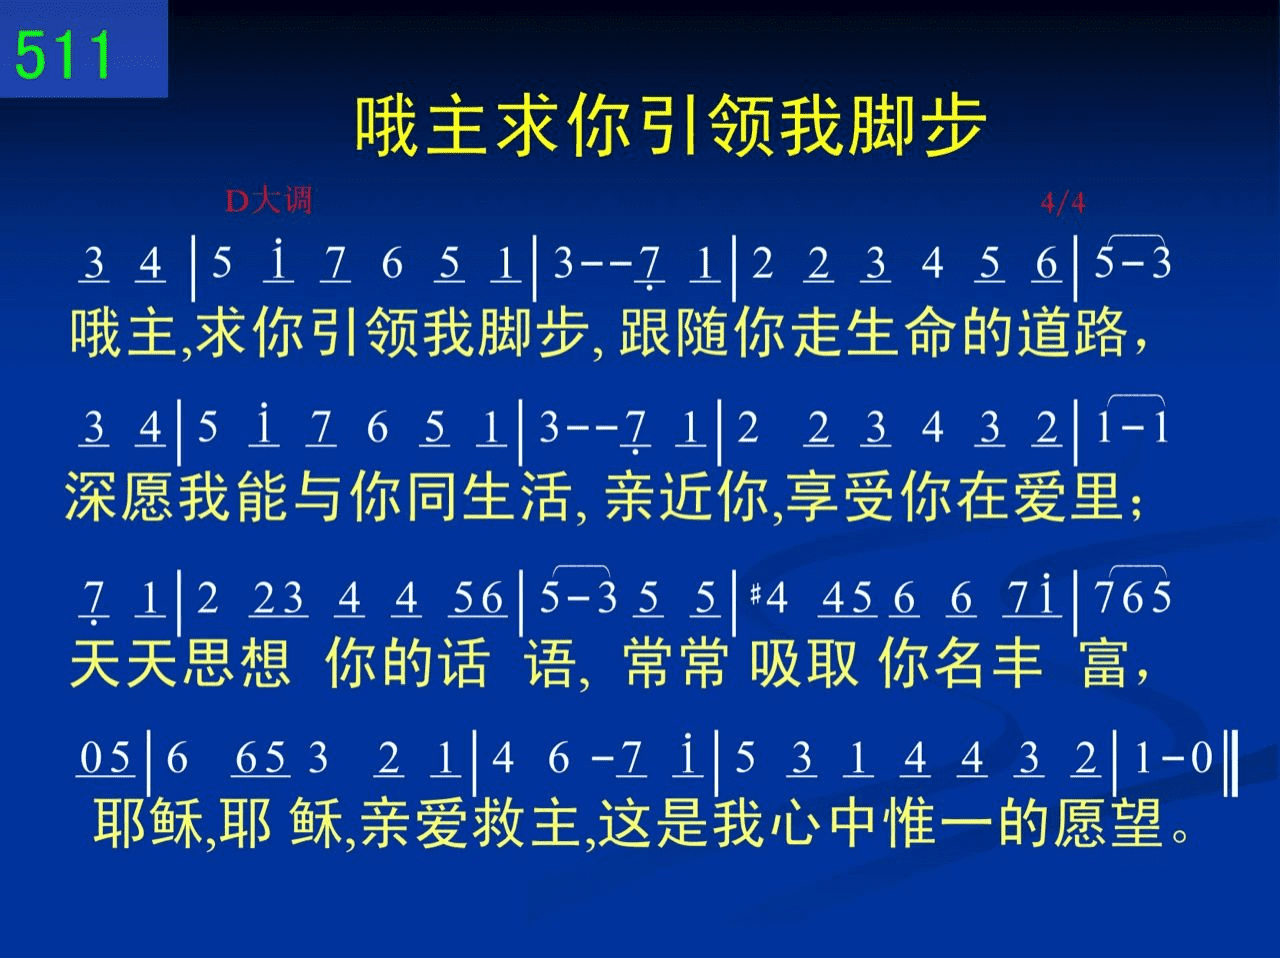 511
哦主求你引领我脚步
D大调 4/4
3 4 | 5 i 7 6 5 1 | 3 - - 7 1 | 2 2 3 4 5 6 | 5 - 3
哦主,求你引领我脚步, 跟随你走生命的道路，
3 4 | 5 i 7 6 5 1 | 3 - - 7 1 | 2 2 3 4 3 2 | 1 - 1
深愿我能与你同生活, 亲近你,享受你在爱里；
7 1 | 2 23 4 4 56 | 5 - 3 5 5 | #4 45 6 6 7i | 765
天天思想 你的话 语, 常常 吸取 你名丰 富，
05 | 6 65 3 2 1 | 4 6 - 7 i | 5 3 1 4 4 3 2 | 1 - 0 ‖
耶稣,耶 稣,亲爱救主,这是我心中惟一的愿望。